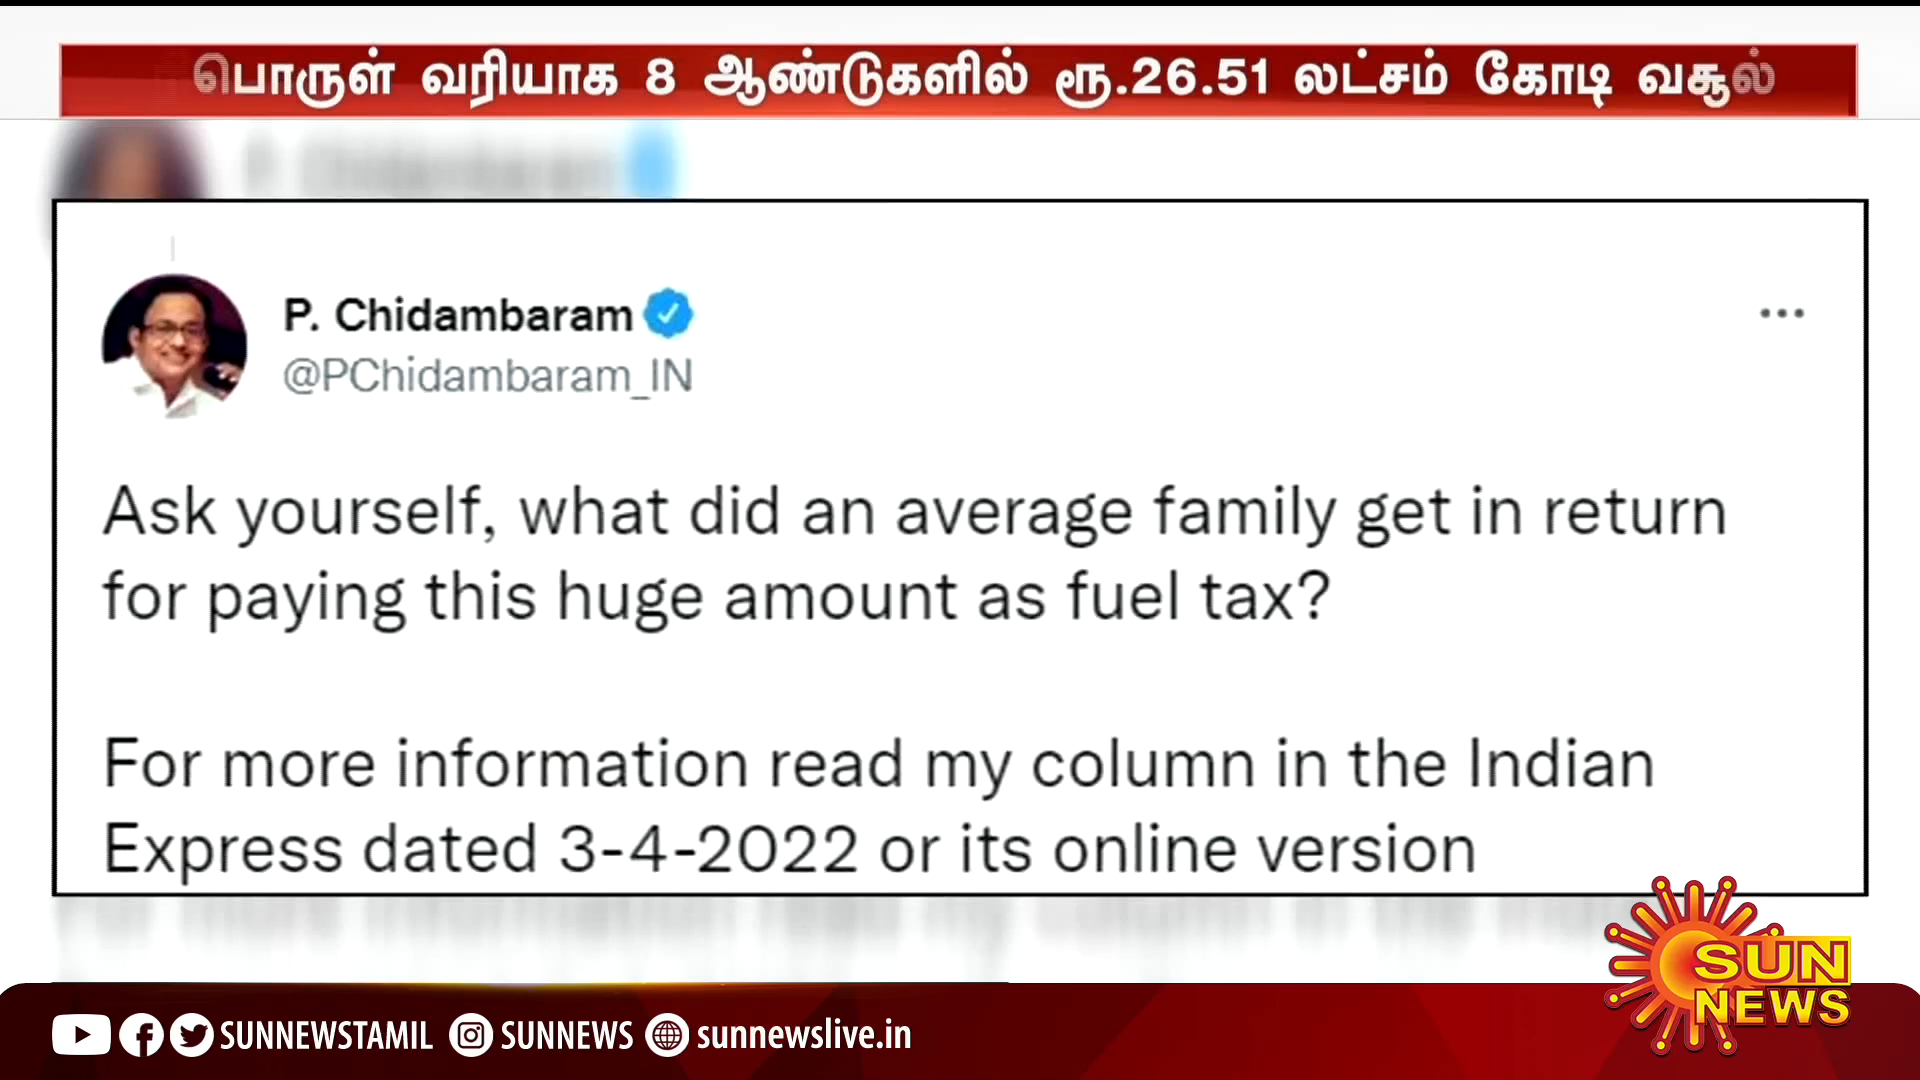 பொருள் வரியாக 8 ஆண்டுகளில் ரூ.26.51 லட்சம் கோடி வசூல்
P. Chidambaram
P. Chidambaram
@PChidambaram_IN
Ask yourself, what did an average family get in return
for paying this huge amount as fuel tax?
For more information read my column in the Indian
Express dated 3-4-2022 or its online version
SUN
NEWS
SUNNEWSTAMIL SUNNEWS sunnewslive.in